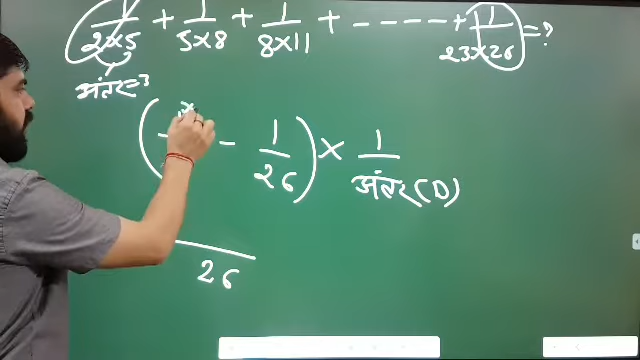 1/2×5 + 1/5×8 + 1/8×11 + - - - - + 1/23×26 = ?
अंतर=3
( - 1/26 ) × 1/अंतर(D)
26